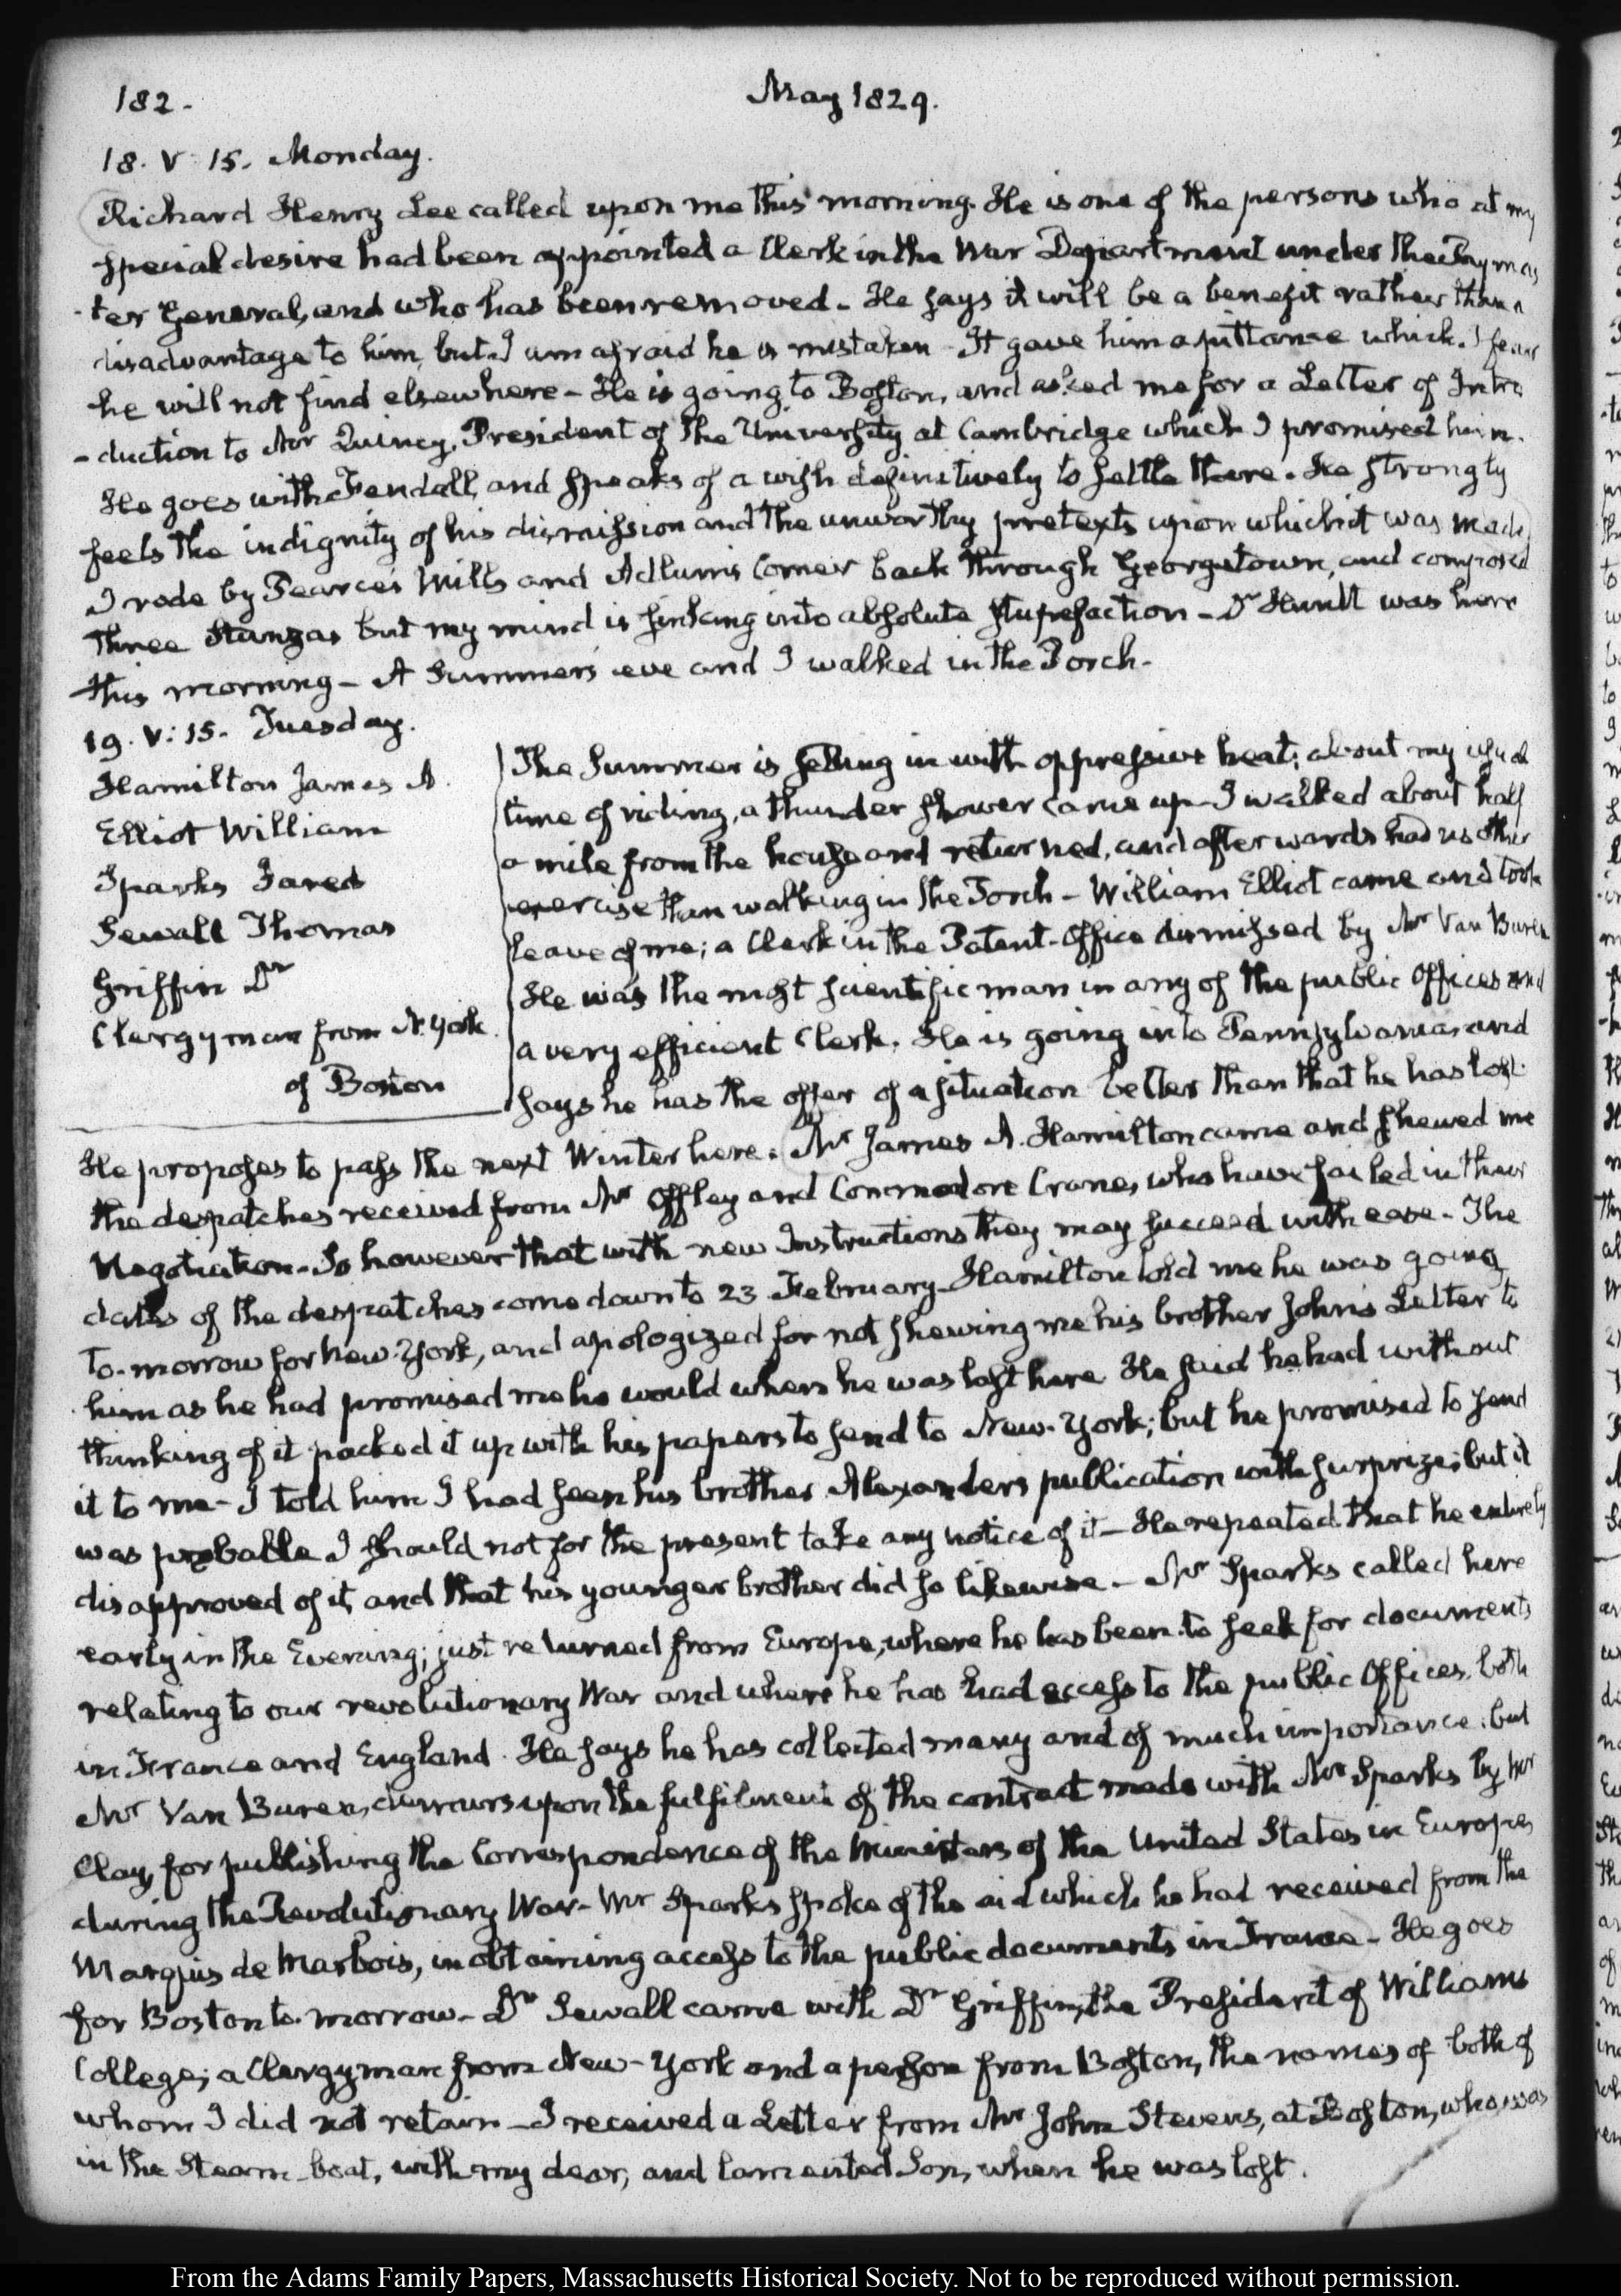 182.
May 1829.
18. V: 15. Monday.
Richard Henry Lee called upon me this morning. He is one of the persons who at my
special desire had been appointed a Clerk in the War Department under the Paymas
-ter General, and who has been removed. He says it will be a benefit rather than a
disadvantage to him, but I am afraid he is mistaken. It gave him a pittance which I fear
he will not find elsewhere - He is going to Boston, and asked me for a Letter of Intro
-duction to Mr Quincy, President of the University at Cambridge which I promised him.
He goes with Fendall, and speaks of a wish definitively to settle there. He strongly
feels the indignity of his dismission and the unworthy pretexts upon which it was made
I rode by Pearce's Mills and Adlum's Corner back through Georgetown, and composed
three Stanzas but my mind is sinking into absolute stupefaction - Dr Huntt was here
this morning - A Summer's eve and I walked in the Porch.
19. V: 15. Tuesday.
Hamilton James A.
Elliot William
Sparks Jared
Sewall Thomas
Griffin Dr
Clergyman from N. York
of Boston
The Summer is setting in with oppressive heat; about my usual
time of riding, a thunder shower came up - I walked about half
a mile from the house and returned, and afterwards had no other
exercise than walking in the Porch - William Elliot came and took
leave of me; a Clerk in the Patent-Office dismissed by Mr Van Buren
He was the most scientific man in any of the public Offices and
a very efficient Clerk. He is going into Pennsylvania, and
says he has the offer of a situation better than that he has lost.
He proposes to pass the next Winter here. Mr James A. Hamilton came and shewed me
the despatches received from Mr Offley and Commodore Crane, who have failed in their
Negotiation - So however that with new Instructions they may succeed with ease - The
dates of the despatches come down to 23 February - Hamilton told me he was going
to-morrow for New-York, and apologized for not shewing me his brother John's Letter to
him as he had promised me he would when he was last here. He said he had without
thinking of it packed it up with his papers to send to New-York; but he promised to send
it to me - I told him I had seen his brother Alexander's publication with surprize; but it
was probable I should not for the present take any notice of it - He repeated that he entirely
disapproved of it, and that his younger brother did so likewise. - Mr Sparks called here
early in the Evening; just returned from Europe, where he has been to seek for documents
relating to our revolutionary War and where he has had access to the public Offices, both
in France and England. He says he has collected many and of much importance; but
Mr Van Buren, demurs upon the fulfilment of the contract made with Mr Sparks by Mr
Clay, for publishing the Correspondence of the Ministers of the United States in Europe,
during the Revolutionary War - Mr Sparks spoke of the aid which he had received from the
Marquis de Marbois, in obtaining access to the public documents in France - He goes
for Boston to-morrow - Dr Sewall came with Dr Griffin, the President of Williams
College; a Clergyman from New-York and a person from Boston, the names of both of
whom I did not retain - I received a Letter from Mr John Stevens, at Boston, who was
in the Steam-boat, with my dear, and lamented Son, when he was lost.
From the Adams Family Papers, Massachusetts Historical Society. Not to be reproduced without permission.